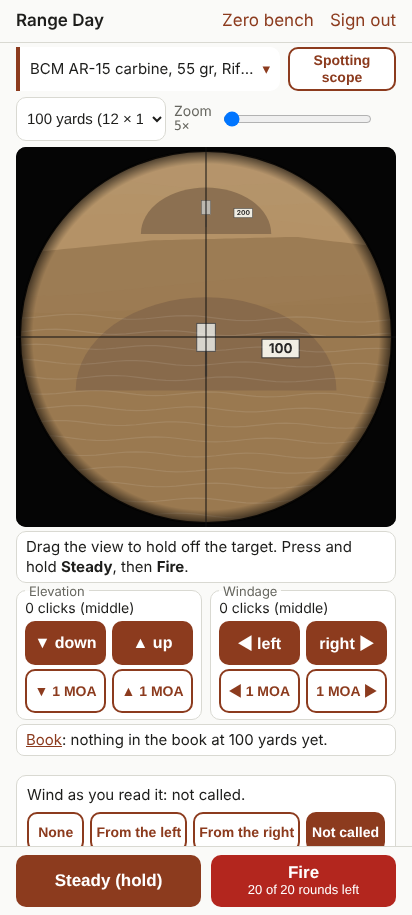 Range Day
Zero bench Sign out
BCM AR-15 carbine, 55 gr, Rif... ▼
Spotting
scope
100 yards (12 × 1
Zoom
5×
200
100
Drag the view to hold off the target. Press and
hold Steady, then Fire.
Elevation
0 clicks (middle)
▼ down ▲ up
▼ 1 MOA ▲ 1 MOA
Windage
0 clicks (middle)
◀ left right ▶
◀ 1 MOA 1 MOA ▶
Book: nothing in the book at 100 yards yet.
Wind as you read it: not called.
None From the left From the right Not called
Steady (hold)
Fire
20 of 20 rounds left